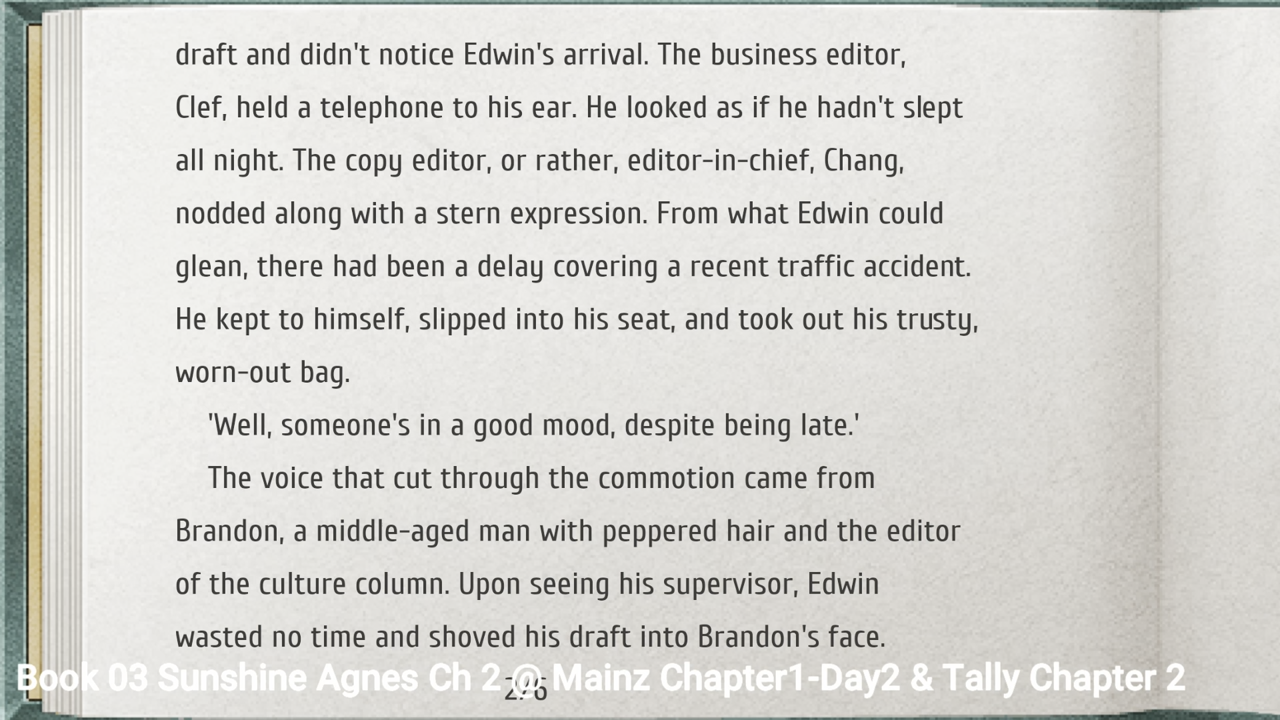 draft and didn't notice Edwin's arrival. The business editor,
Clef, held a telephone to his ear. He looked as if he hadn't slept
all night. The copy editor, or rather, editor-in-chief, Chang,
nodded along with a stern expression. From what Edwin could
glean, there had been a delay covering a recent traffic accident.
He kept to himself, slipped into his seat, and took out his trusty,
worn-out bag.
'Well, someone's in a good mood, despite being late.'
The voice that cut through the commotion came from
Brandon, a middle-aged man with peppered hair and the editor
of the culture column. Upon seeing his supervisor, Edwin
wasted no time and shoved his draft into Brandon's face.
Book 03 Sunshine Agnes Ch 2 @ Mainz Chapter1-Day2 & Tally Chapter 2